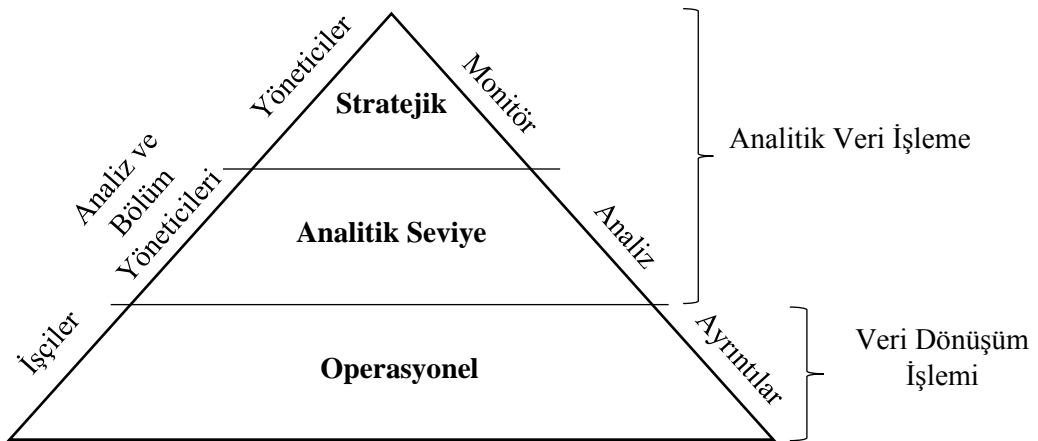 Yöneticiler
Stratejik
Monitör
Analitik Veri İşleme
Analiz ve
Bölüm
Yöneticileri
Analitik Seviye
Analiz
İşçiler
Operasyonel
Ayrıntılar
Veri Dönüşüm
İşlemi